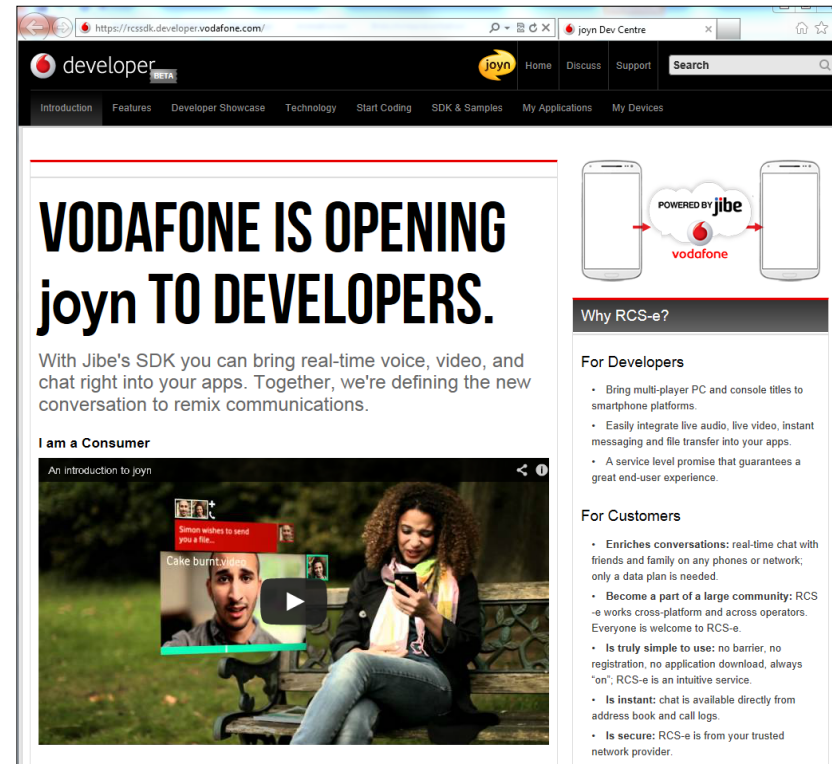 https://rcssdk.developer.vodafone.com/
joyn Dev Centre
developer
BETA
joyn
Home
Discuss
Support
Search
Introduction
Features
Developer Showcase
Technology
Start Coding
SDK & Samples
My Applications
My Devices
VODAFONE IS OPENING
joyn TO DEVELOPERS.
With Jibe's SDK you can bring real-time voice, video, and
chat right into your apps. Together, we're defining the new
conversation to remix communications.
I am a Consumer
An introduction to joyn
Simon wishes to send
you a file...
Cake burnt.video
POWERED BY jibe
vodafone
Why RCS-e?
For Developers
• Bring multi-player PC and console titles to
smartphone platforms.
• Easily integrate live audio, live video, instant
messaging and file transfer into your apps.
• A service level promise that guarantees a
great end-user experience.
For Customers
• Enriches conversations: real-time chat with
friends and family on any phones or network;
only a data plan is needed.
• Become a part of a large community: RCS
-e works cross-platform and across operators.
Everyone is welcome to RCS-e.
• Is truly simple to use: no barrier, no
registration, no application download, always
"on"; RCS-e is an intuitive service.
• Is instant: chat is available directly from
address book and call logs.
• Is secure: RCS-e is from your trusted
network provider.